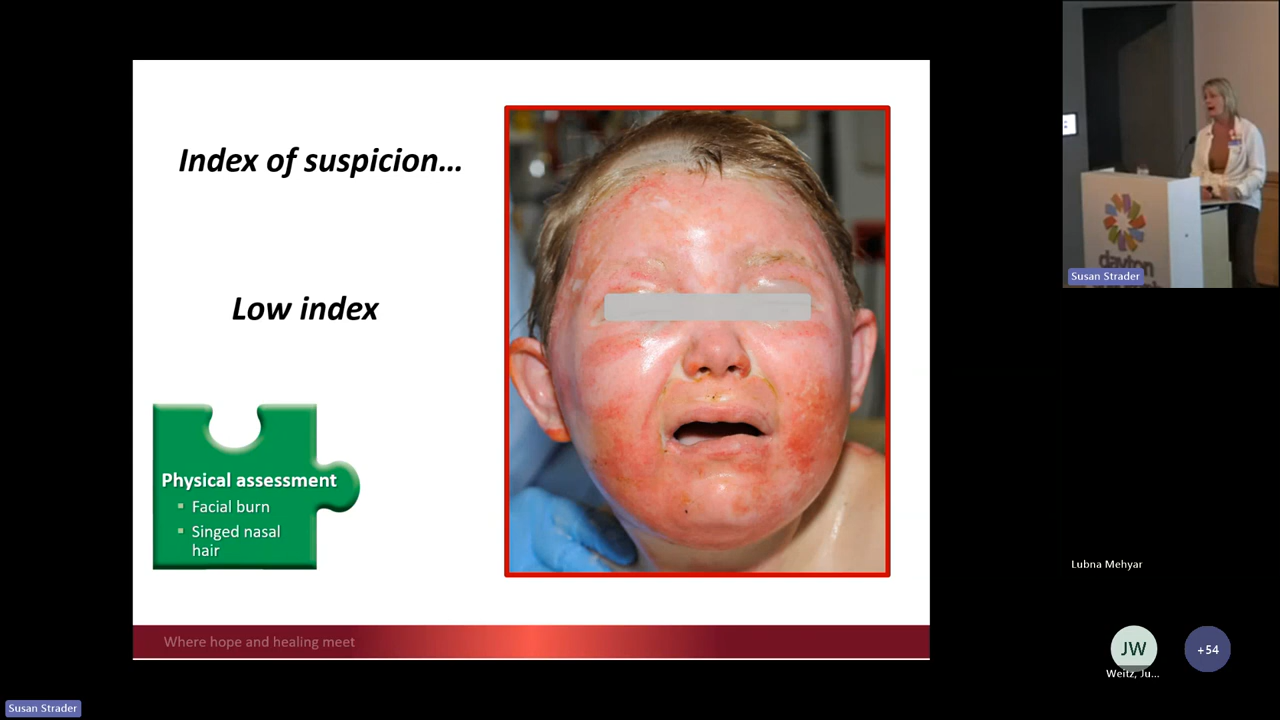 Index of suspicion...
Low index
Physical assessment
▪ Facial burn
▪ Singed nasal
hair
Where hope and healing meet
dayton
Susan Strader
Lubna Mehyar
JW
+54
Weitz, Ju...
Susan Strader